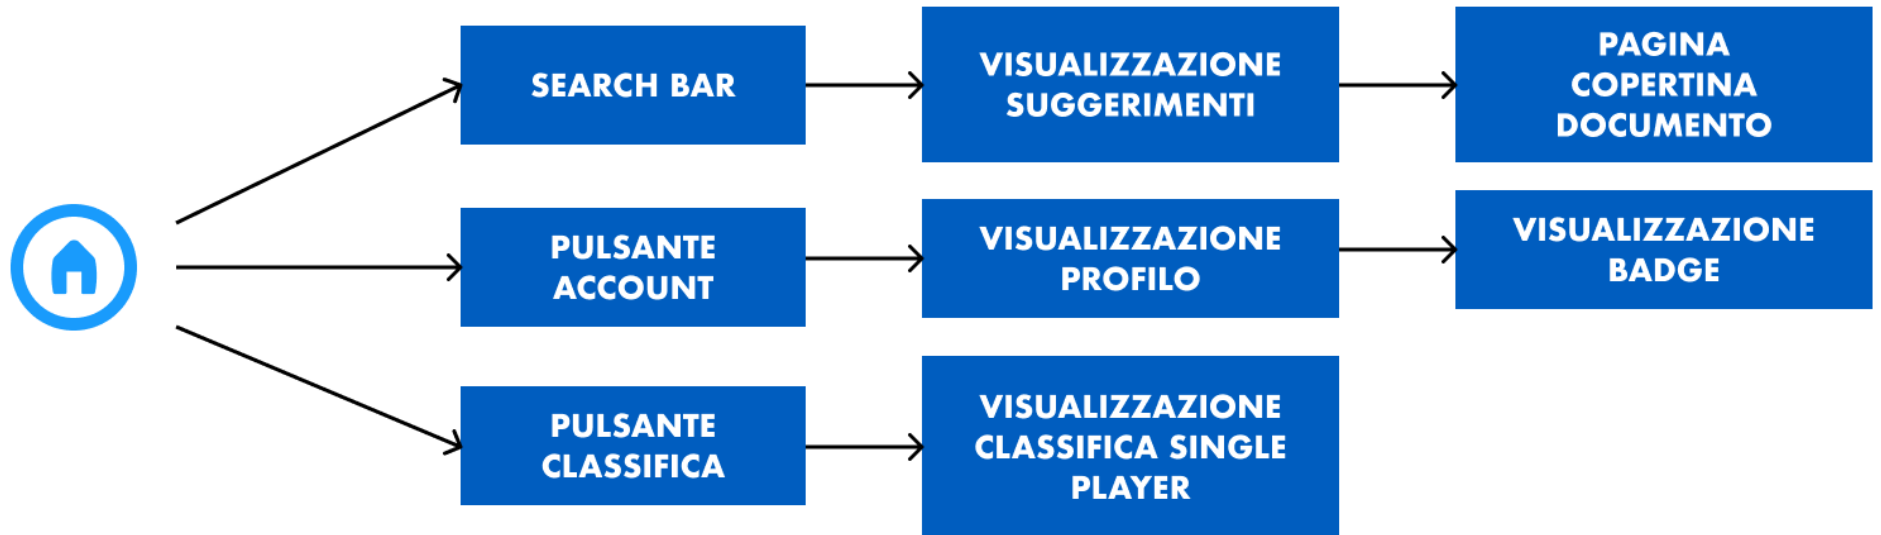 SEARCH BAR
VISUALIZZAZIONE
SUGGERIMENTI
PAGINA
COPERTINA
DOCUMENTO
PULSANTE
ACCOUNT
VISUALIZZAZIONE
PROFILO
VISUALIZZAZIONE
BADGE
PULSANTE
CLASSIFICA
VISUALIZZAZIONE
CLASSIFICA SINGLE
PLAYER